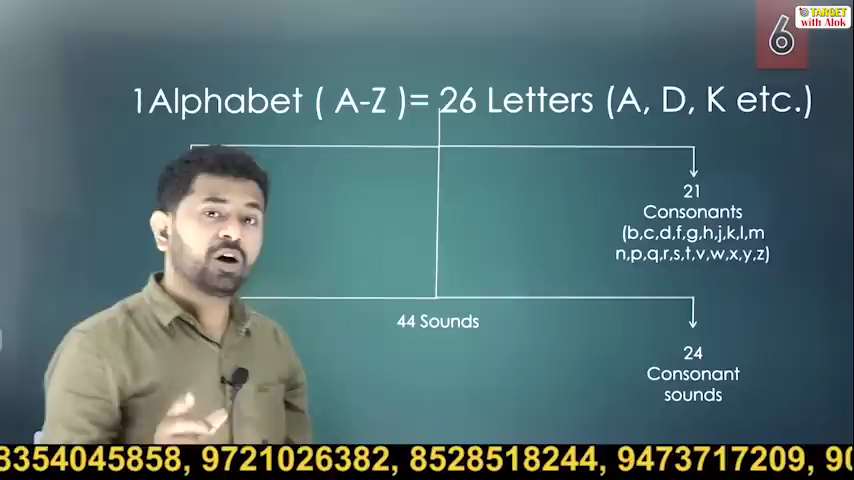 TARGET
with Alok
6
1Alphabet ( A-Z )= 26 Letters (A, D, K etc.)
21
Consonants
(b,c,d,f,g,h,j,k,l,m
n,p,q,r,s,t,v,w,x,y,z)
44 Sounds
24
Consonant
sounds
8354045858, 9721026382, 8528518244, 9473717209, 90